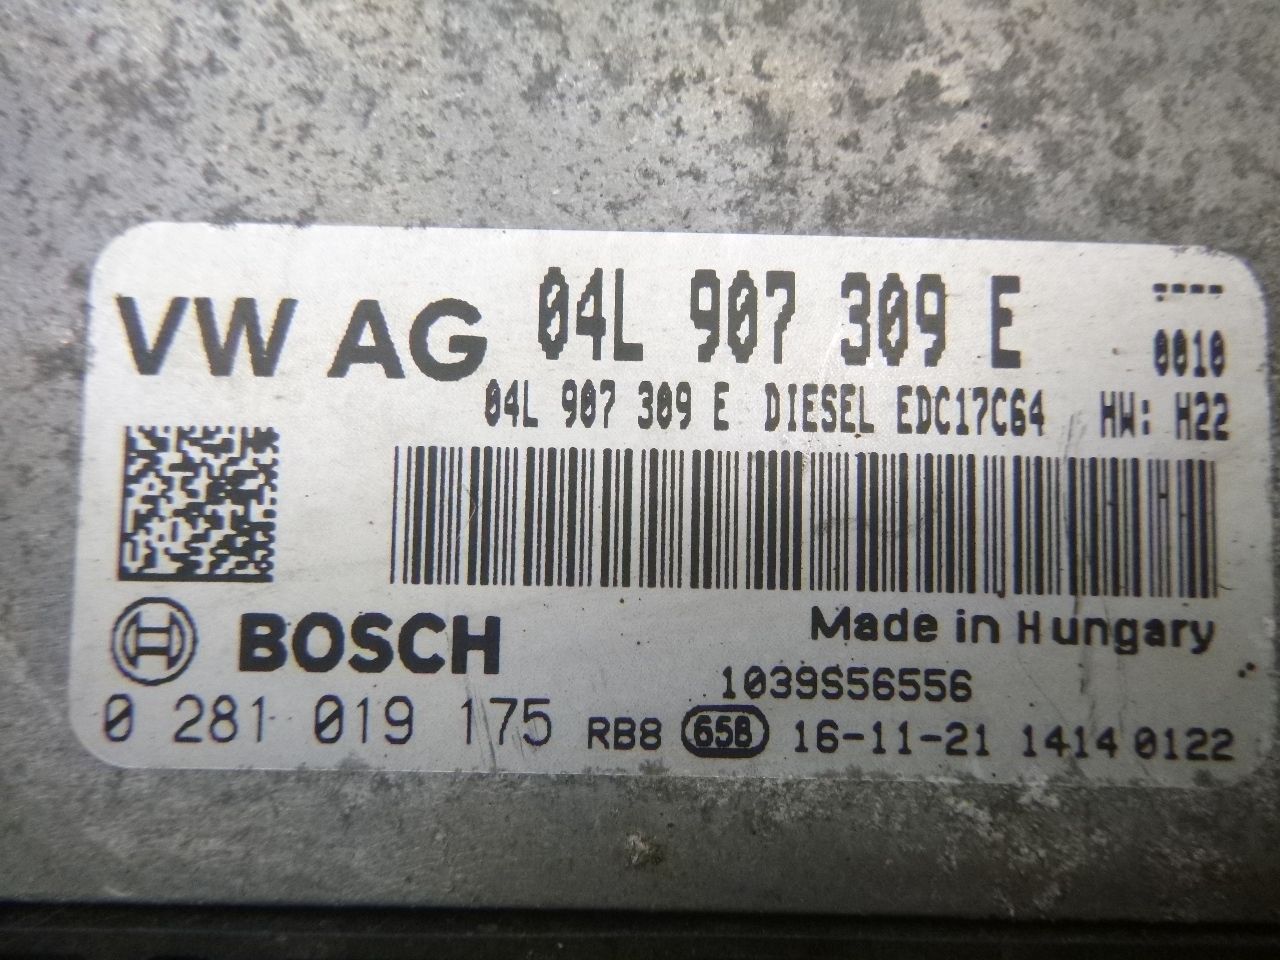 VW AG 04L 907 309 E ----
0010
04L 907 309 E DIESEL EDC17C64 HW: H22
Made in Hungary
BOSCH
1039S56556
0 281 019 175 RB8 65B 16-11-21 1414 0122